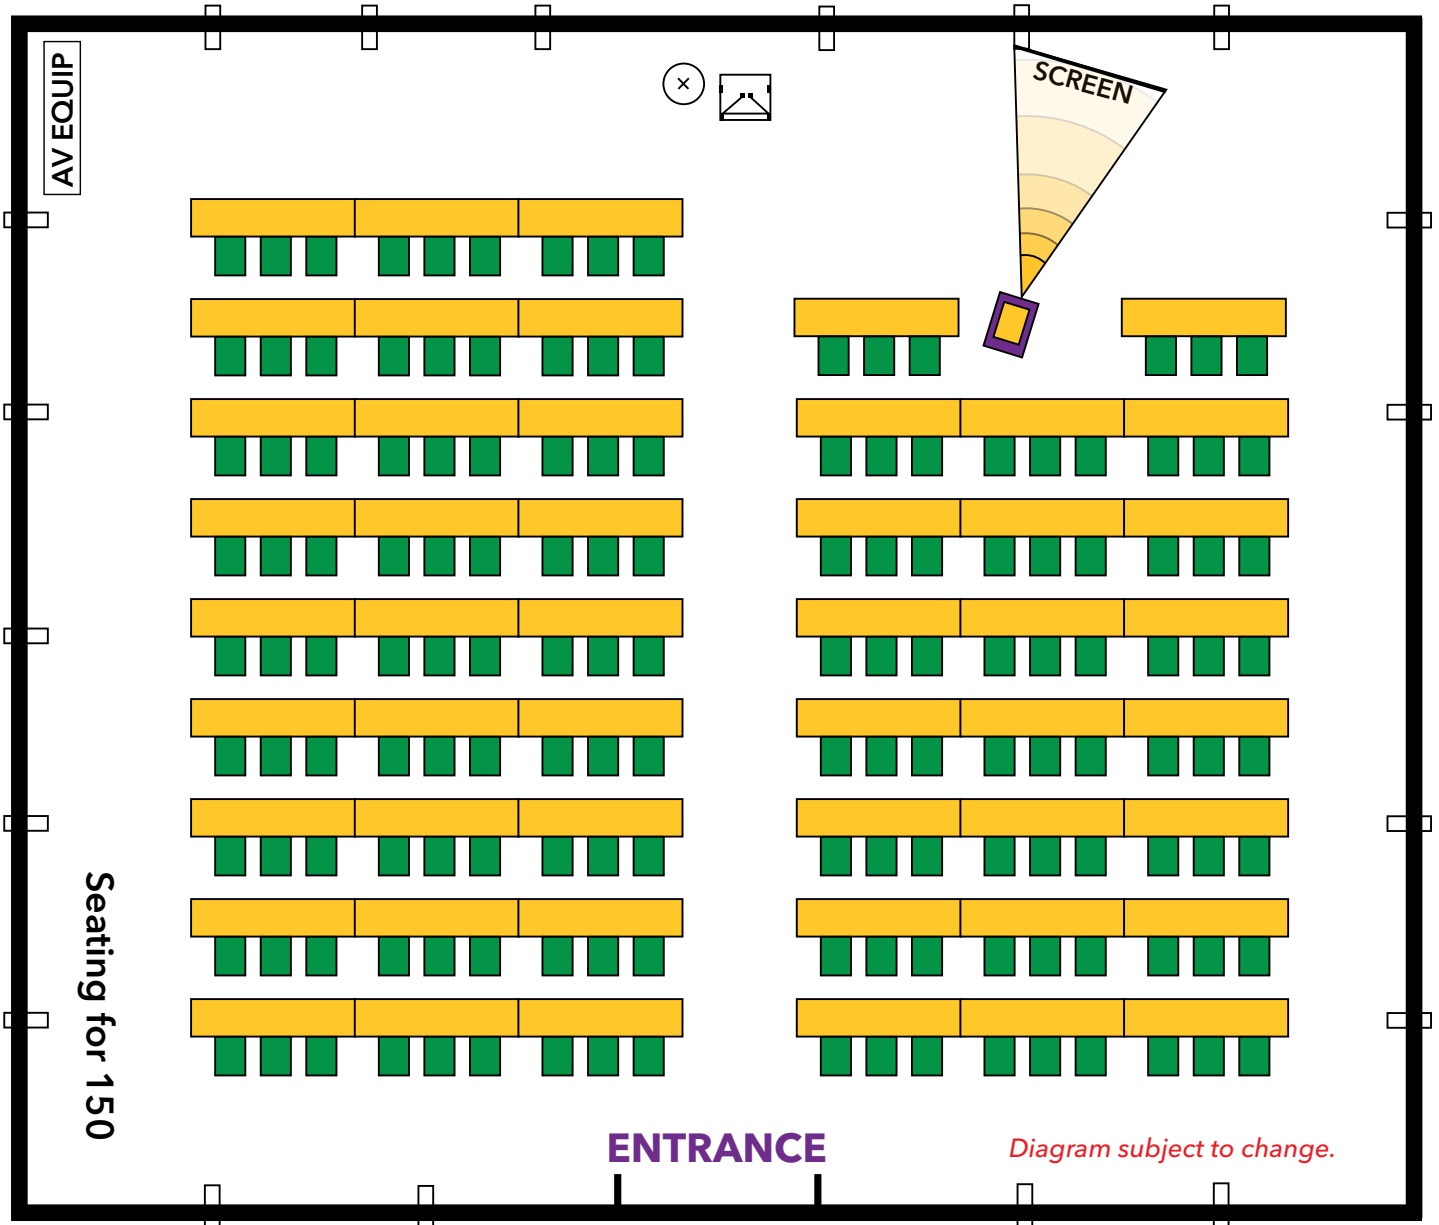 AV EQUIP
SCREEN
Seating for 150
ENTRANCE
Diagram subject to change.